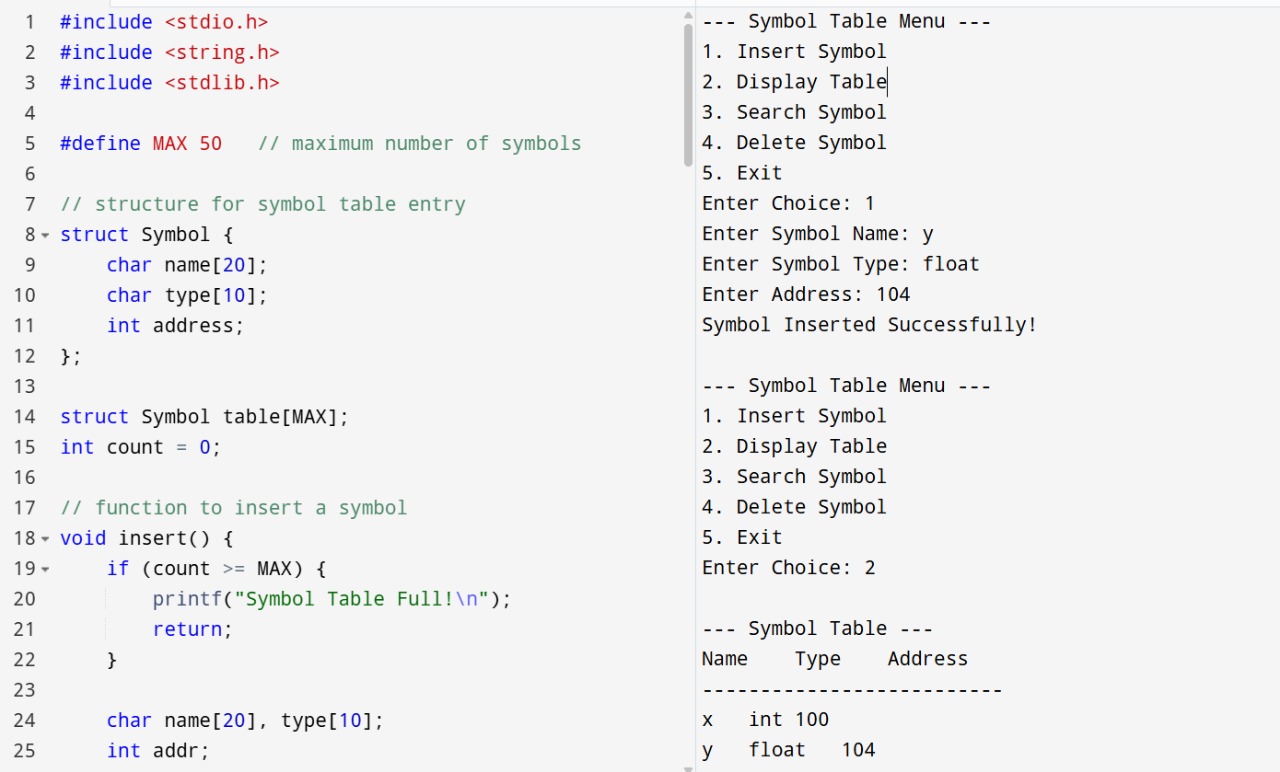 1 #include <stdio.h>
2 #include <string.h>
3 #include <stdlib.h>
4
5 #define MAX 50   // maximum number of symbols
6
7 // structure for symbol table entry
8 struct Symbol {
9     char name[20];
10     char type[10];
11     int address;
12 };
13
14 struct Symbol table[MAX];
15 int count = 0;
16
17 // function to insert a symbol
18 void insert() {
19     if (count >= MAX) {
20         printf("Symbol Table Full!\n");
21         return;
22     }
23
24     char name[20], type[10];
25     int addr;
--- Symbol Table Menu ---
1. Insert Symbol
2. Display Table
3. Search Symbol
4. Delete Symbol
5. Exit
Enter Choice: 1
Enter Symbol Name: y
Enter Symbol Type: float
Enter Address: 104
Symbol Inserted Successfully!

--- Symbol Table Menu ---
1. Insert Symbol
2. Display Table
3. Search Symbol
4. Delete Symbol
5. Exit
Enter Choice: 2

--- Symbol Table ---
Name    Type    Address
--------------------------
x   int 100
y   float   104